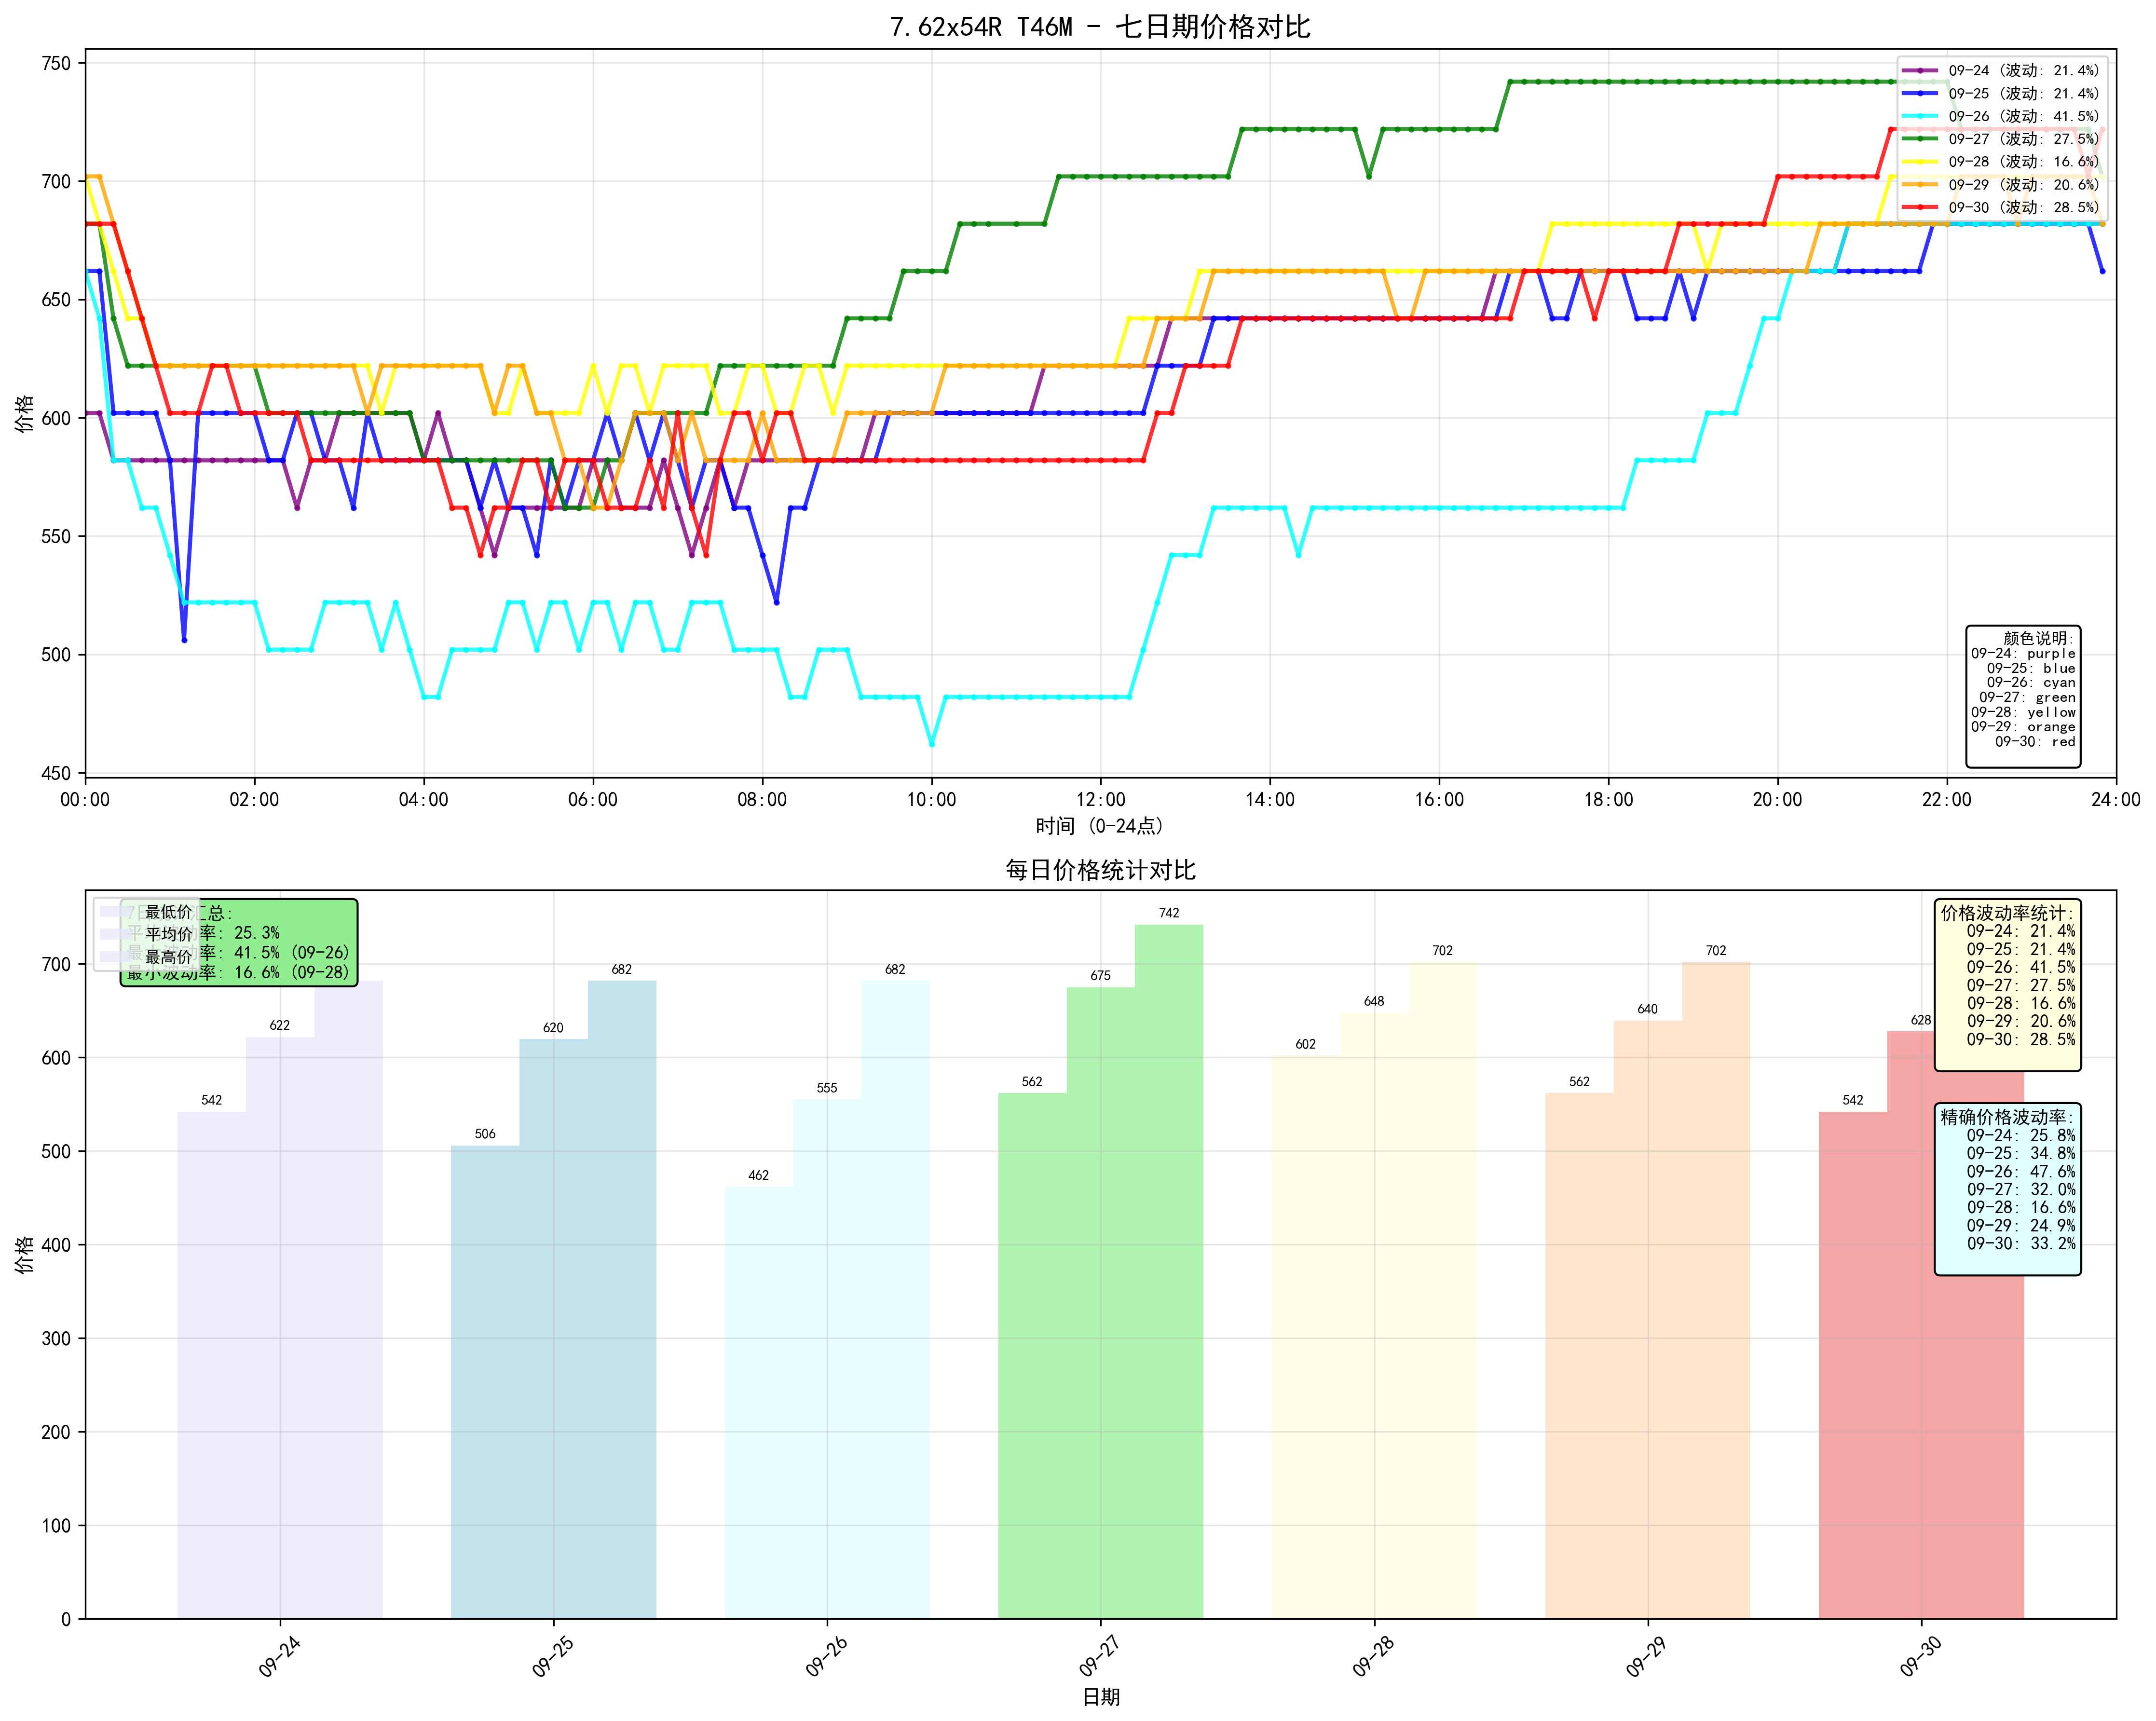 7.62x54R T46M - 七日期价格对比
价格
750
700
650
600
550
500
450
09-24 (波动: 21.4%)
09-25 (波动: 21.4%)
09-26 (波动: 41.5%)
09-27 (波动: 27.5%)
09-28 (波动: 16.6%)
09-29 (波动: 20.6%)
09-30 (波动: 28.5%)
颜色说明:
09-24: purple
09-25: blue
09-26: cyan
09-27: green
09-28: yellow
09-29: orange
09-30: red
00:00 02:00 04:00 06:00 08:00 10:00 12:00 14:00 16:00 18:00 20:00 22:00 24:00
时间 (0-24点)
每日价格统计对比
价格
700
600
500
400
300
200
100
0
最低价
平均价
最高价
7日 汇总:
率: 25.3%
率: 41.5% (09-26)
最小波动率: 16.6% (09-28)
542 622
506 620 682
462 555 682
562 675 742
602 648 702
562 640 702
542 628
价格波动率统计:
09-24: 21.4%
09-25: 21.4%
09-26: 41.5%
09-27: 27.5%
09-28: 16.6%
09-29: 20.6%
09-30: 28.5%
精确价格波动率:
09-24: 25.8%
09-25: 34.8%
09-26: 47.6%
09-27: 32.0%
09-28: 16.6%
09-29: 24.9%
09-30: 33.2%
09-24 09-25 09-26 09-27 09-28 09-29 09-30
日期